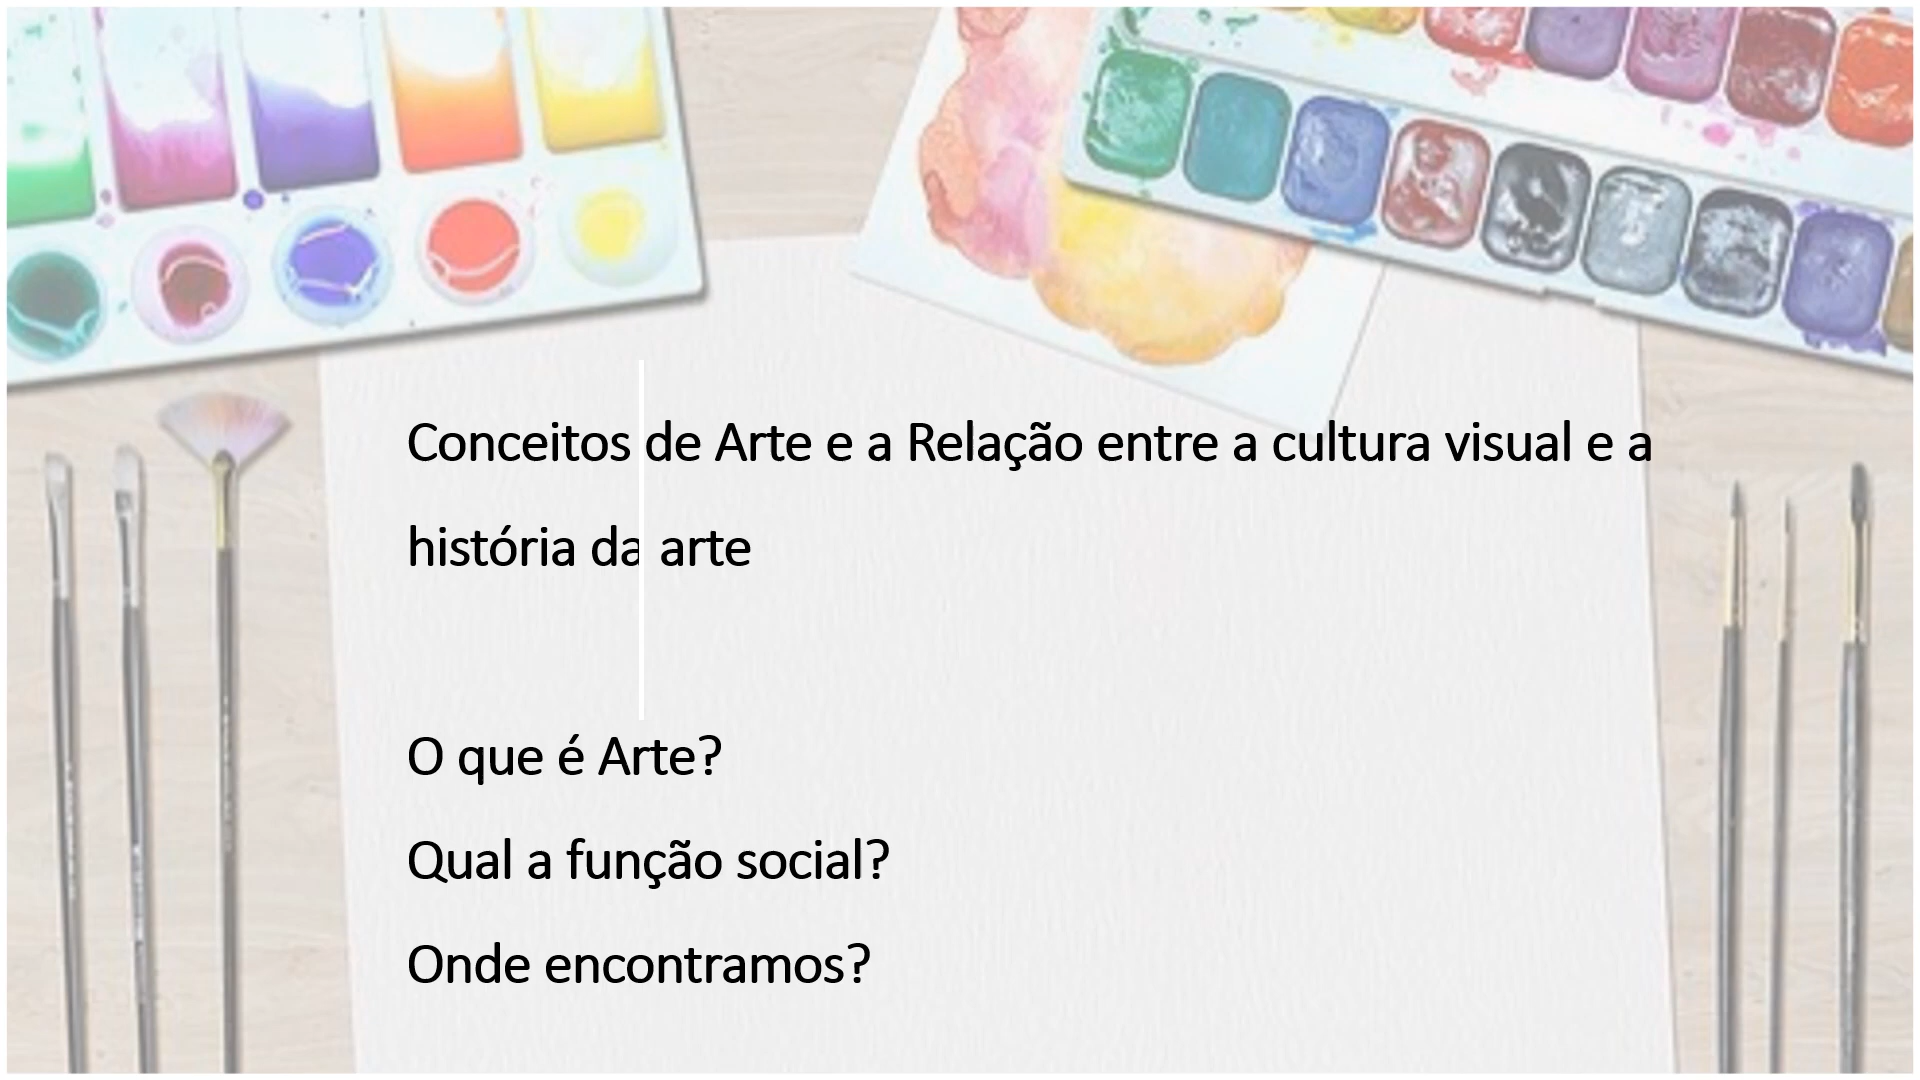 Conceitos de Arte e a Relação entre a cultura visual e a
história da arte
O que é Arte?
Qual a função social?
Onde encontramos?